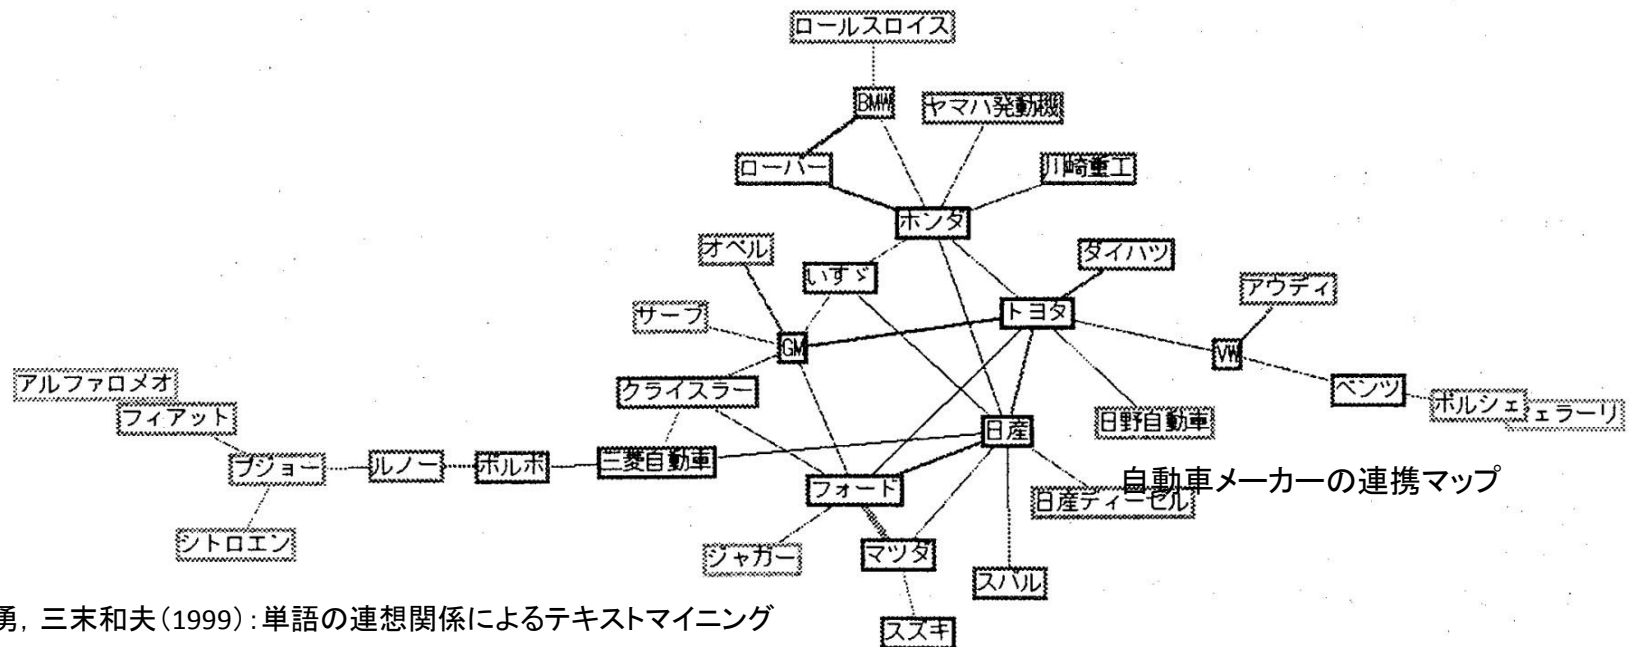 ロールスロイス
BMW
ヤマハ発動機
ローバー
川崎重工
ホンダ
オペル
いすゞ
ダイハツ
アウディ
サーブ
トヨタ
GM
VW
アルファロメオ
クライスラー
ベンツ
ポルシェ
ェラーリ
フィアット
日産
日野自動車
プジョー
ルノー
ボルボ
三菱自動車
フォード
自動車メーカーの連携マップ
日産ディーゼル
シトロエン
ジャガー
マツダ
スバル
勇, 三末和夫(1999):単語の連想関係によるテキストマイニング
スズキ